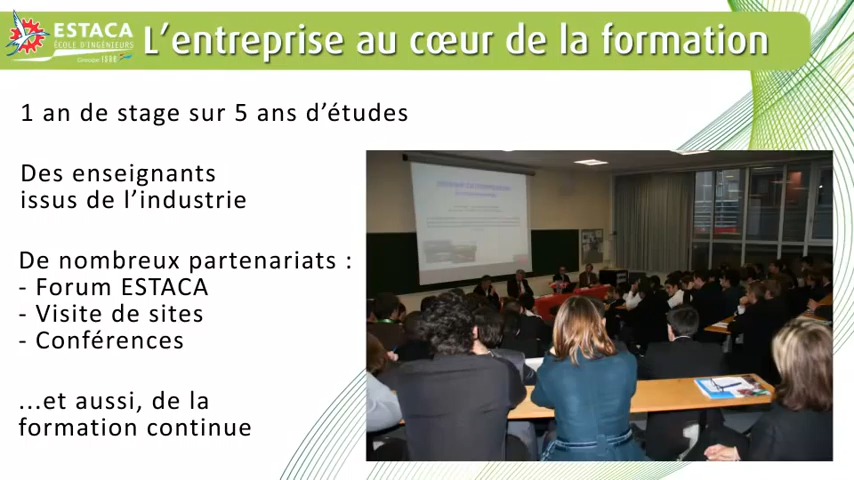 ESTACA
ÉCOLE D'INGÉNIEURS
L'entreprise au cœur de la formation
1 an de stage sur 5 ans d'études
Des enseignants
issus de l'industrie
De nombreux partenariats :
- Forum ESTACA
- Visite de sites
- Conférences
...et aussi, de la
formation continue